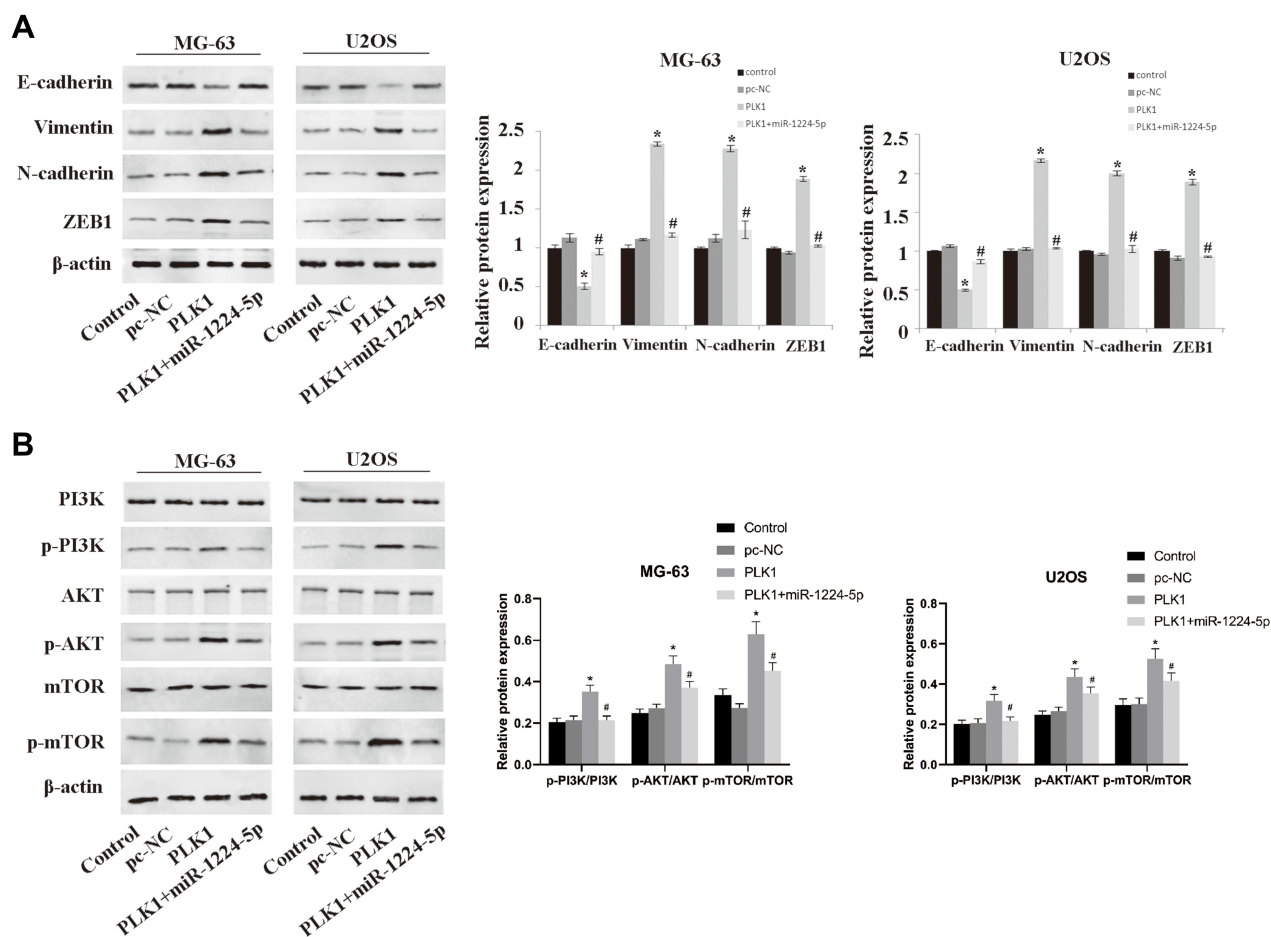 A
MG-63
U2OS
E-cadherin
Vimentin
N-cadherin
ZEB1
β-actin
Control
pc-NC
PLK1
PLK1+miR-1224-5p
Control
pc-NC
PLK1
PLK1+miR-1224-5p
MG-63
control
pc-NC
PLK1
PLK1+miR-1224-5p
Relative protein expression
2.5
2
1.5
1
0.5
0
* # * # * # * #
E-cadherin Vimentin N-cadherin ZEB1
U2OS
control
pc-NC
PLK1
PLK1+miR-1224-5p
Relative protein expression
2.5
2
1.5
1
0.5
0
* # * # * # * #
E-cadherin Vimentin N-cadherin ZEB1
B
MG-63
U2OS
PI3K
p-PI3K
AKT
p-AKT
mTOR
p-mTOR
β-actin
Control
pc-NC
PLK1
PLK1+miR-1224-5p
Control
pc-NC
PLK1
PLK1+miR-1224-5p
MG-63
Control
pc-NC
PLK1
PLK1+miR-1224-5p
Relative protein expression
0.8
0.6
0.4
0.2
0.0
* # * # * #
p-PI3K/PI3K p-AKT/AKT p-mTOR/mTOR
U2OS
Control
pc-NC
PLK1
PLK1+miR-1224-5p
Relative protein expression
0.8
0.6
0.4
0.2
0.0
* # * # * #
p-PI3K/PI3K p-AKT/AKT p-mTOR/mTOR